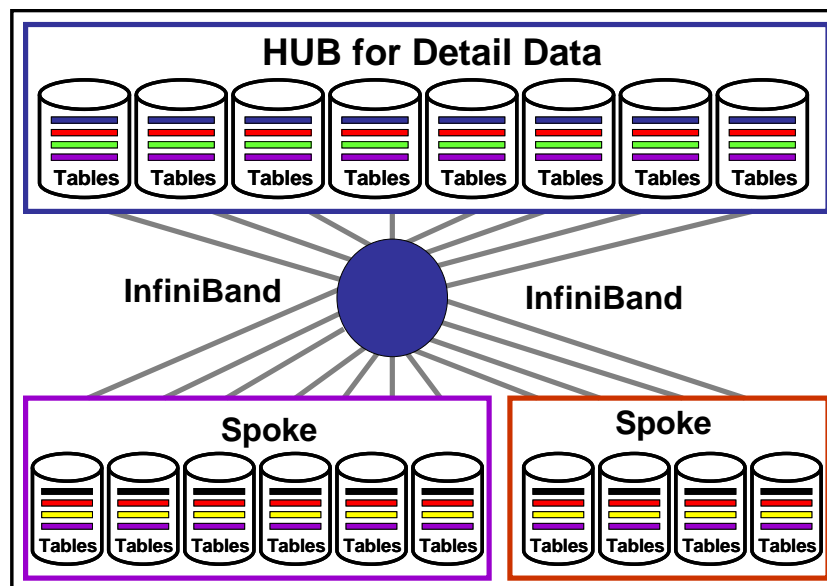 HUB for Detail Data
Tables Tables Tables Tables Tables Tables Tables Tables
InfiniBand
InfiniBand
Spoke
Tables Tables Tables Tables Tables Tables
Spoke
Tables Tables Tables Tables